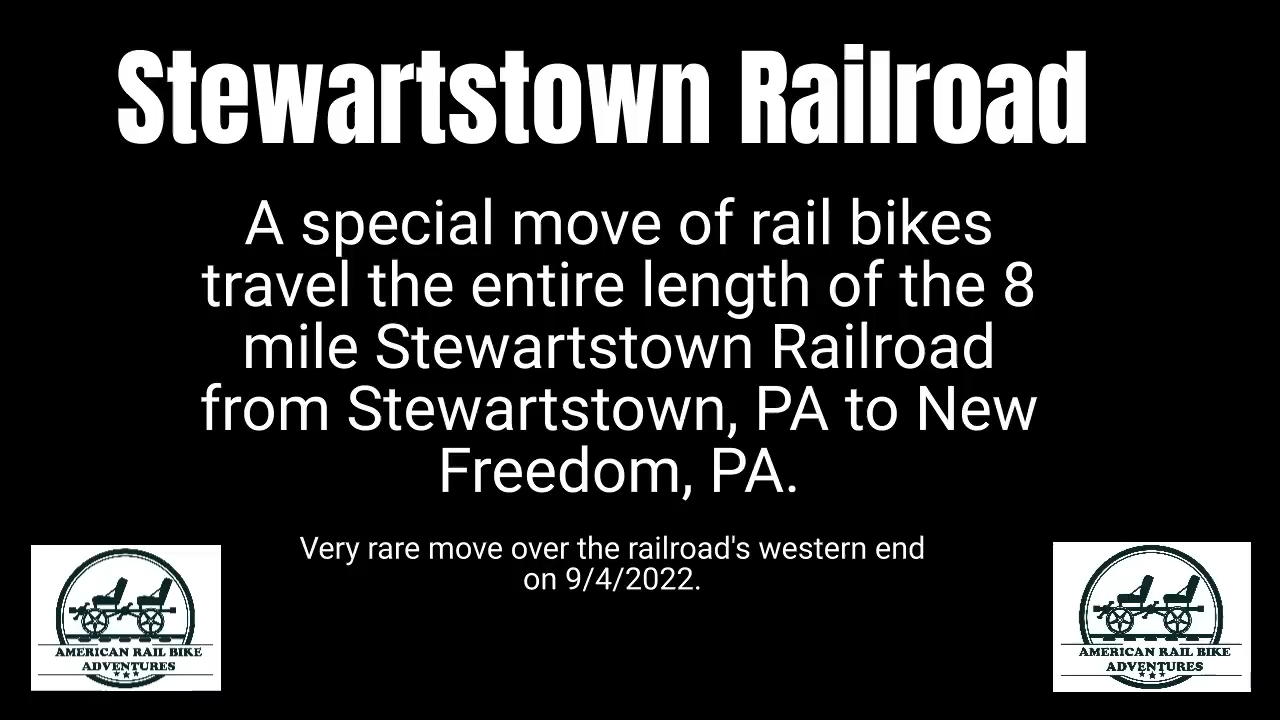 Stewartstown Railroad
A special move of rail bikes
travel the entire length of the 8
mile Stewartstown Railroad
from Stewartstown, PA to New
Freedom, PA.
Very rare move over the railroad's western end
on 9/4/2022.
AMERICAN RAIL BIKE
ADVENTURES
AMERICAN RAIL BIKE
ADVENTURES